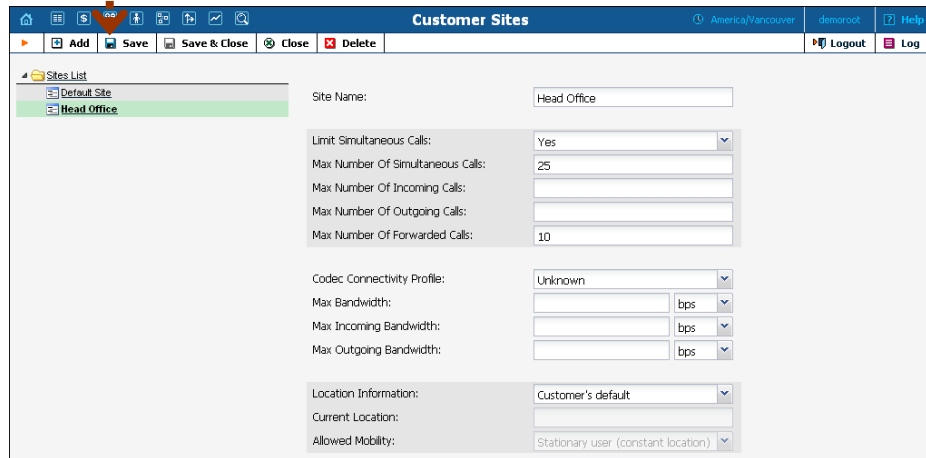 Customer Sites America/Vancouver demoroot Help
Add Save Save & Close Close Delete Logout Log
Sites List
Default Site
Head Office
Site Name: Head Office
Limit Simultaneous Calls: Yes
Max Number Of Simultaneous Calls: 25
Max Number Of Incoming Calls:
Max Number Of Outgoing Calls:
Max Number Of Forwarded Calls: 10
Codec Connectivity Profile: Unknown
Max Bandwidth: bps
Max Incoming Bandwidth: bps
Max Outgoing Bandwidth: bps
Location Information: Customer's default
Current Location:
Allowed Mobility: Stationary user (constant location)